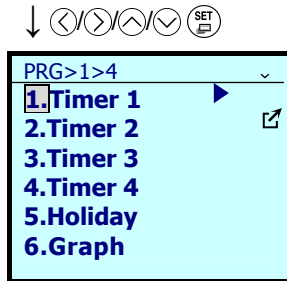 SET
PRG>1>4
1.Timer 1
2.Timer 2
3.Timer 3
4.Timer 4
5.Holiday
6.Graph